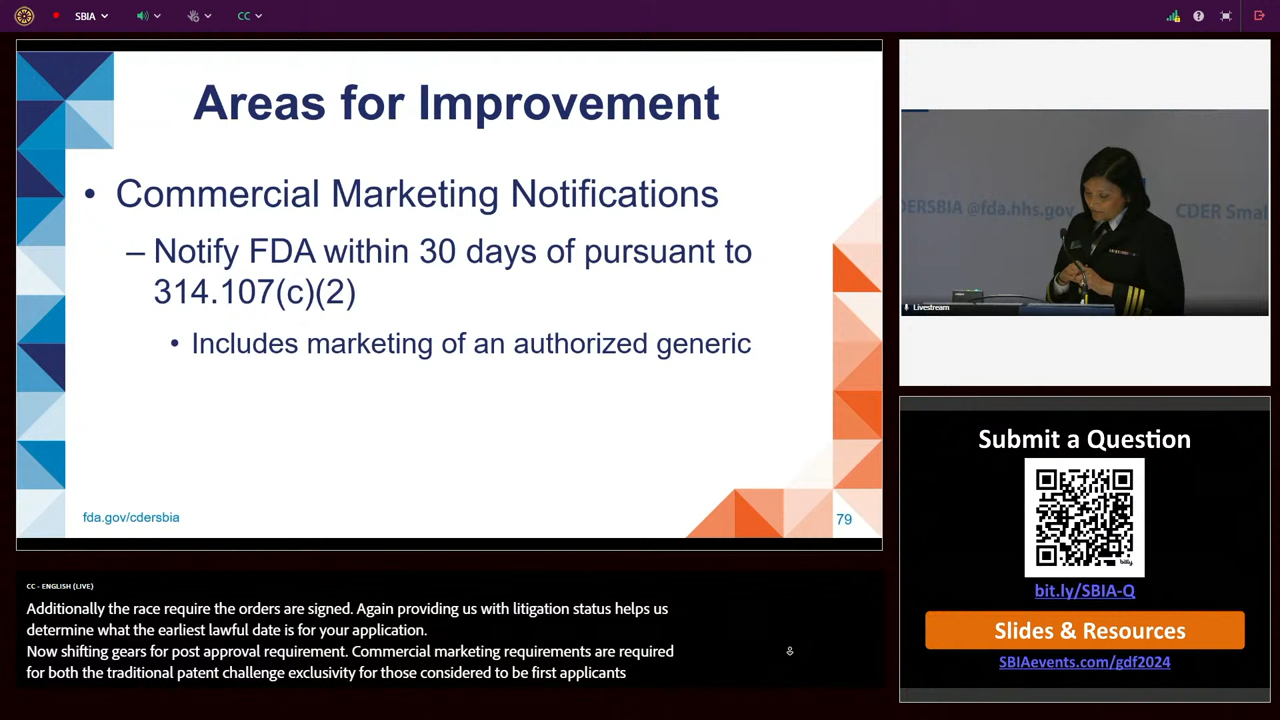 SBIA
CC
Areas for Improvement
• Commercial Marketing Notifications
– Notify FDA within 30 days of pursuant to
314.107(c)(2)
• Includes marketing of an authorized generic
fda.gov/cdersbia
79
CDERSBIA @fda.hhs.gov
CDER Smal
Livestream
Submit a Question
bitly
bit.ly/SBIA-Q
Slides & Resources
SBIAevents.com/gdf2024
CC - ENGLISH (LIVE)
Additionally the race require the orders are signed. Again providing us with litigation status helps us
determine what the earliest lawful date is for your application.
Now shifting gears for post approval requirement. Commercial marketing requirements are required
for both the traditional patent challenge exclusivity for those considered to be first applicants